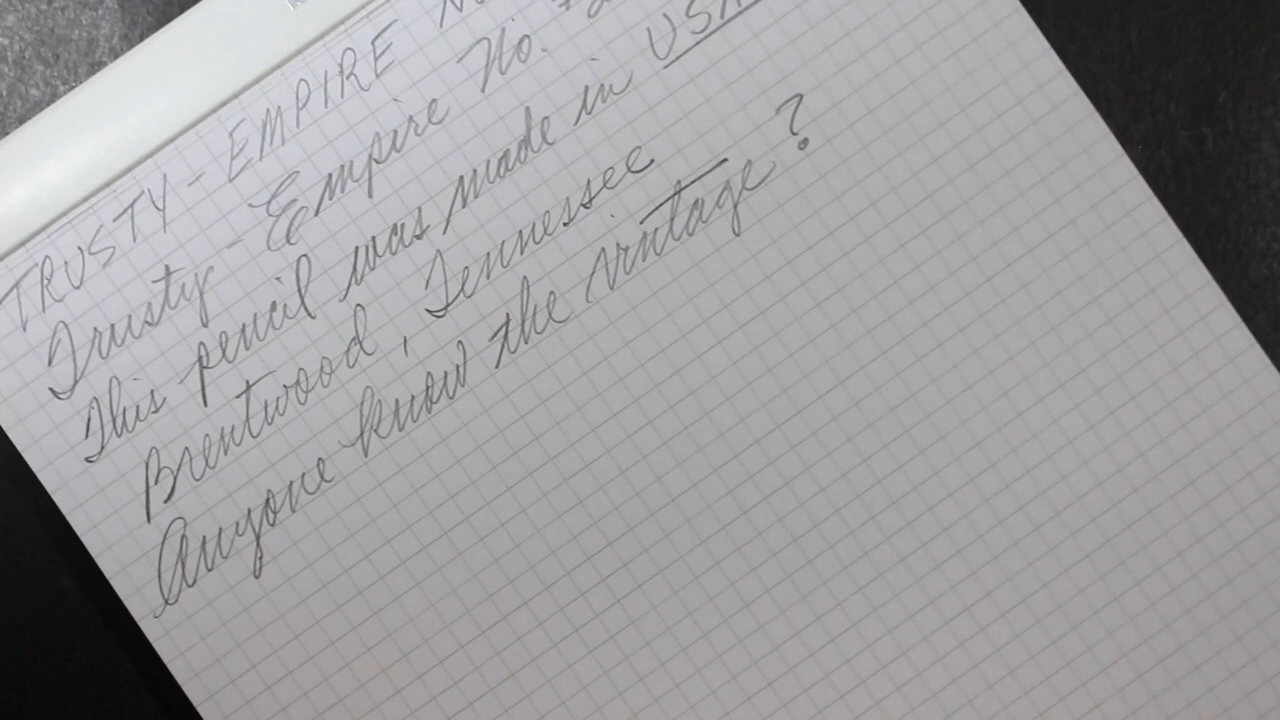 TRUSTY - EMPIRE
Trusty - Empire No.
This pencil was made in USA
Brentwood, Tennessee
Anyone know the vintage?